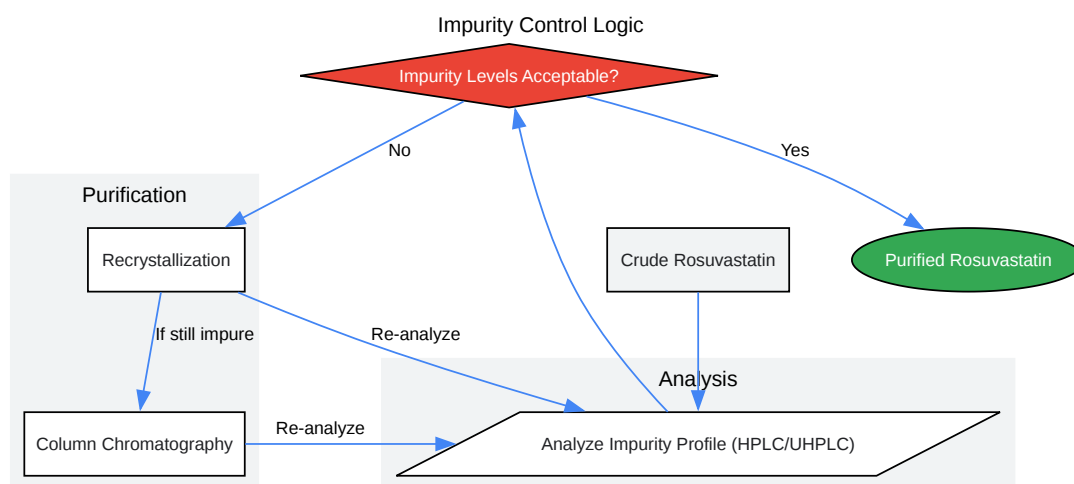 Impurity Control Logic
Impurity Levels Acceptable?
No
Yes
Purification
Recrystallization
Crude Rosuvastatin
Purified Rosuvastatin
If still impure
Re-analyze
Analysis
Column Chromatography
Re-analyze
Analyze Impurity Profile (HPLC/UHPLC)